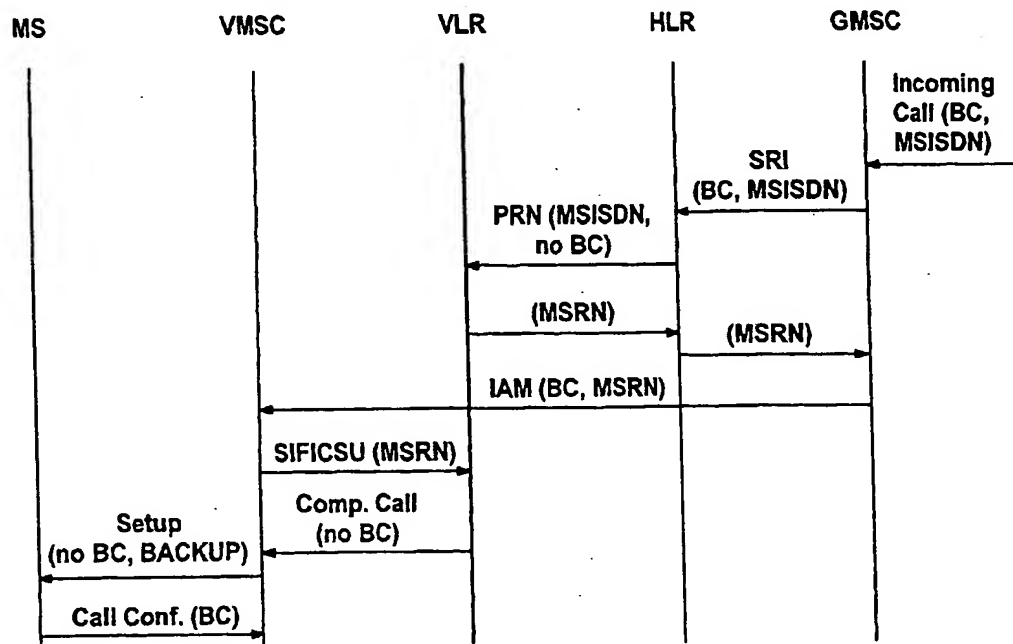 MS VMSC VLR HLR GMSC
Incoming
Call (BC,
MSISDN)
SRI
(BC, MSISDN)
PRN (MSISDN,
no BC)
(MSRN)
(MSRN)
IAM (BC, MSRN)
SIFICSU (MSRN)
Comp. Call
(no BC)
Setup
(no BC, BACKUP)
Call Conf. (BC)